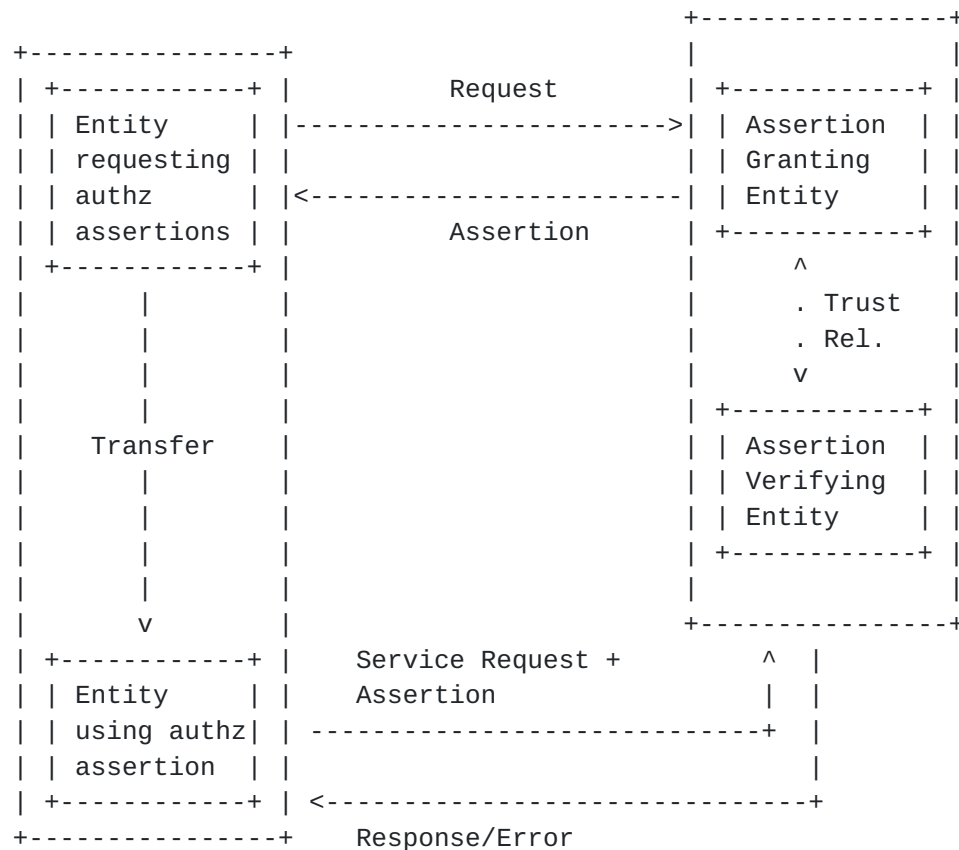 +----------------+
+----------------+                         |                |
| +------------+ |          Request        | +------------+ |
| | Entity     | |------------------------>| | Assertion  | |
| | requesting | |                         | | Granting   | |
| | authz      | |<------------------------| | Entity     | |
| | assertions | |         Assertion       | +------------+ |
| +------------+ |                         |      ^         |
|       |        |                         |      . Trust   |
|       |        |                         |      . Rel.    |
|       |        |                         |      v         |
|       |        |                         | +------------+ |
|    Transfer    |                         | | Assertion  | |
|       |        |                         | | Verifying  | |
|       |        |                         | | Entity     | |
|       |        |                         | +------------+ |
|       |        |                         |                |
|       v        |                         +----------------+
| +------------+ |    Service Request +         ^  |
| | Entity     | |    Assertion                 |  |
| | using authz| | -----------------------------+  |
| | assertion  | |                                 |
| +------------+ | <-------------------------------+
+----------------+    Response/Error